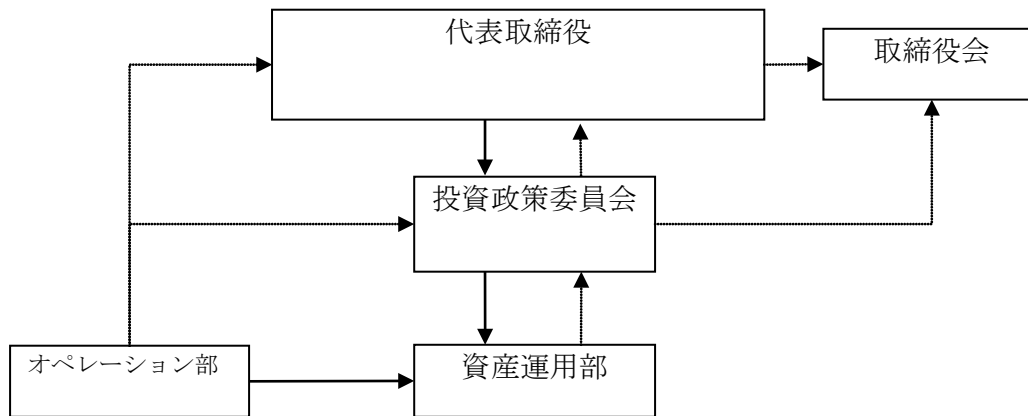 代表取締役
取締役会
投資政策委員会
オペレーション部
資産運用部